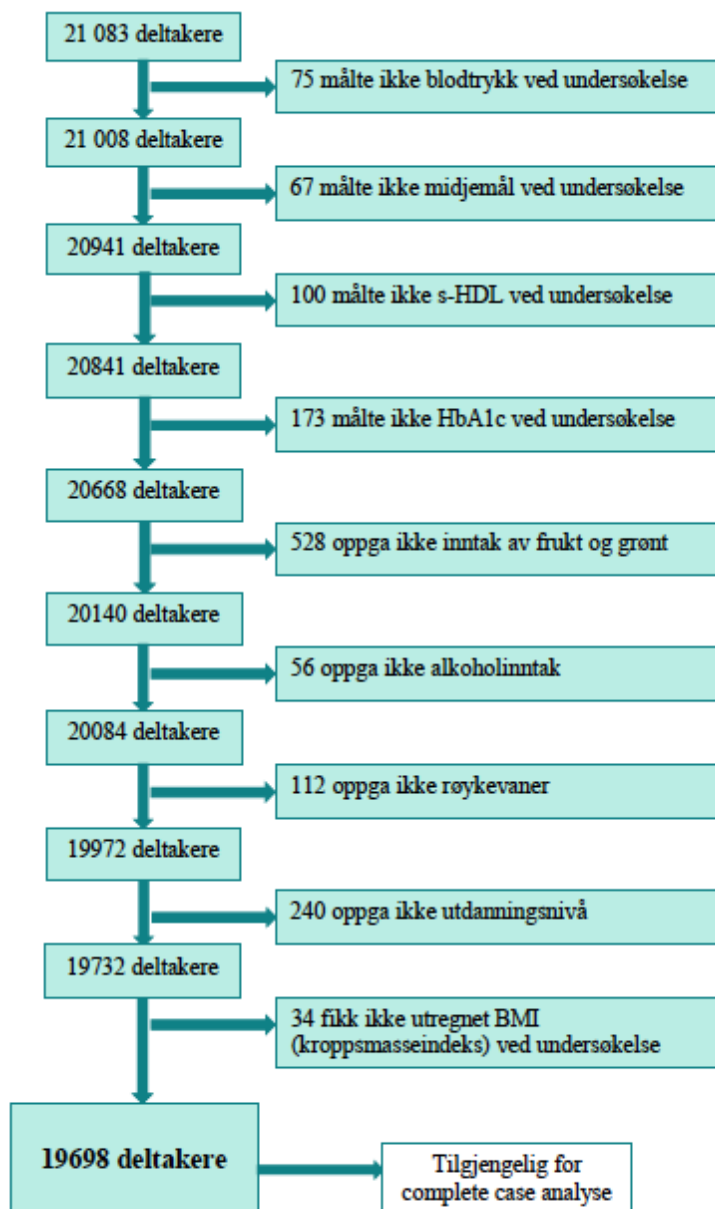 21 083 deltakere
75 målte ikke blodtrykk ved undersøkelse
21 008 deltakere
67 målte ikke midjemål ved undersøkelse
20941 deltakere
100 målte ikke s-HDL ved undersøkelse
20841 deltakere
173 målte ikke HbA1c ved undersøkelse
20668 deltakere
528 oppga ikke inntak av frukt og grønt
20140 deltakere
56 oppga ikke alkoholinntak
20084 deltakere
112 oppga ikke røykevaner
19972 deltakere
240 oppga ikke utdanningsnivå
19732 deltakere
34 fikk ikke utregnet BMI
(kroppsmasseindeks) ved undersøkelse
19698 deltakere
Tilgjengelig for
complete case analyse